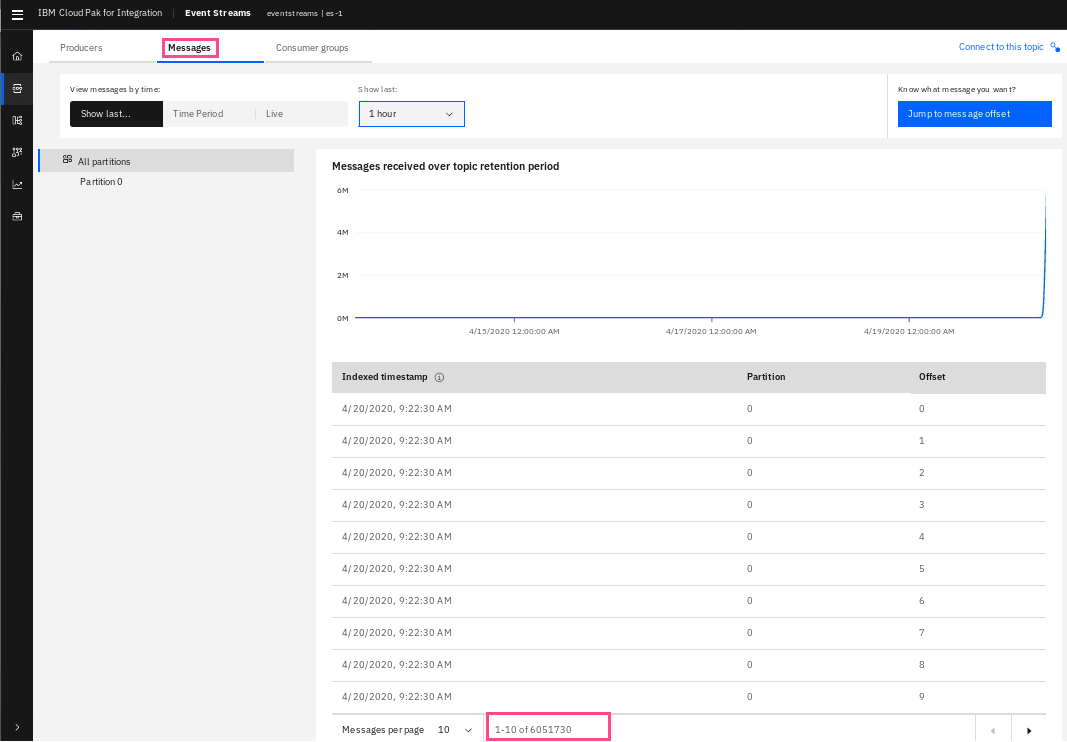 IBM Cloud Pak for Integration | Event Streams eventstreams | es-1
Producers Messages Consumer groups Connect to this topic
View messages by time: Show last: Know what message you want?
Show last... Time Period Live 1 hour Jump to message offset
All partitions
Partition 0
Messages received over topic retention period
6M
4M
2M
0M
4/15/2020 12:00:00 AM 4/17/2020 12:00:00 AM 4/19/2020 12:00:00 AM
Indexed timestamp Partition Offset
4/20/2020, 9:22:30 AM 0 0
4/20/2020, 9:22:30 AM 0 1
4/20/2020, 9:22:30 AM 0 2
4/20/2020, 9:22:30 AM 0 3
4/20/2020, 9:22:30 AM 0 4
4/20/2020, 9:22:30 AM 0 5
4/20/2020, 9:22:30 AM 0 6
4/20/2020, 9:22:30 AM 0 7
4/20/2020, 9:22:30 AM 0 8
4/20/2020, 9:22:30 AM 0 9
Messages per page 10 1-10 of 6051730